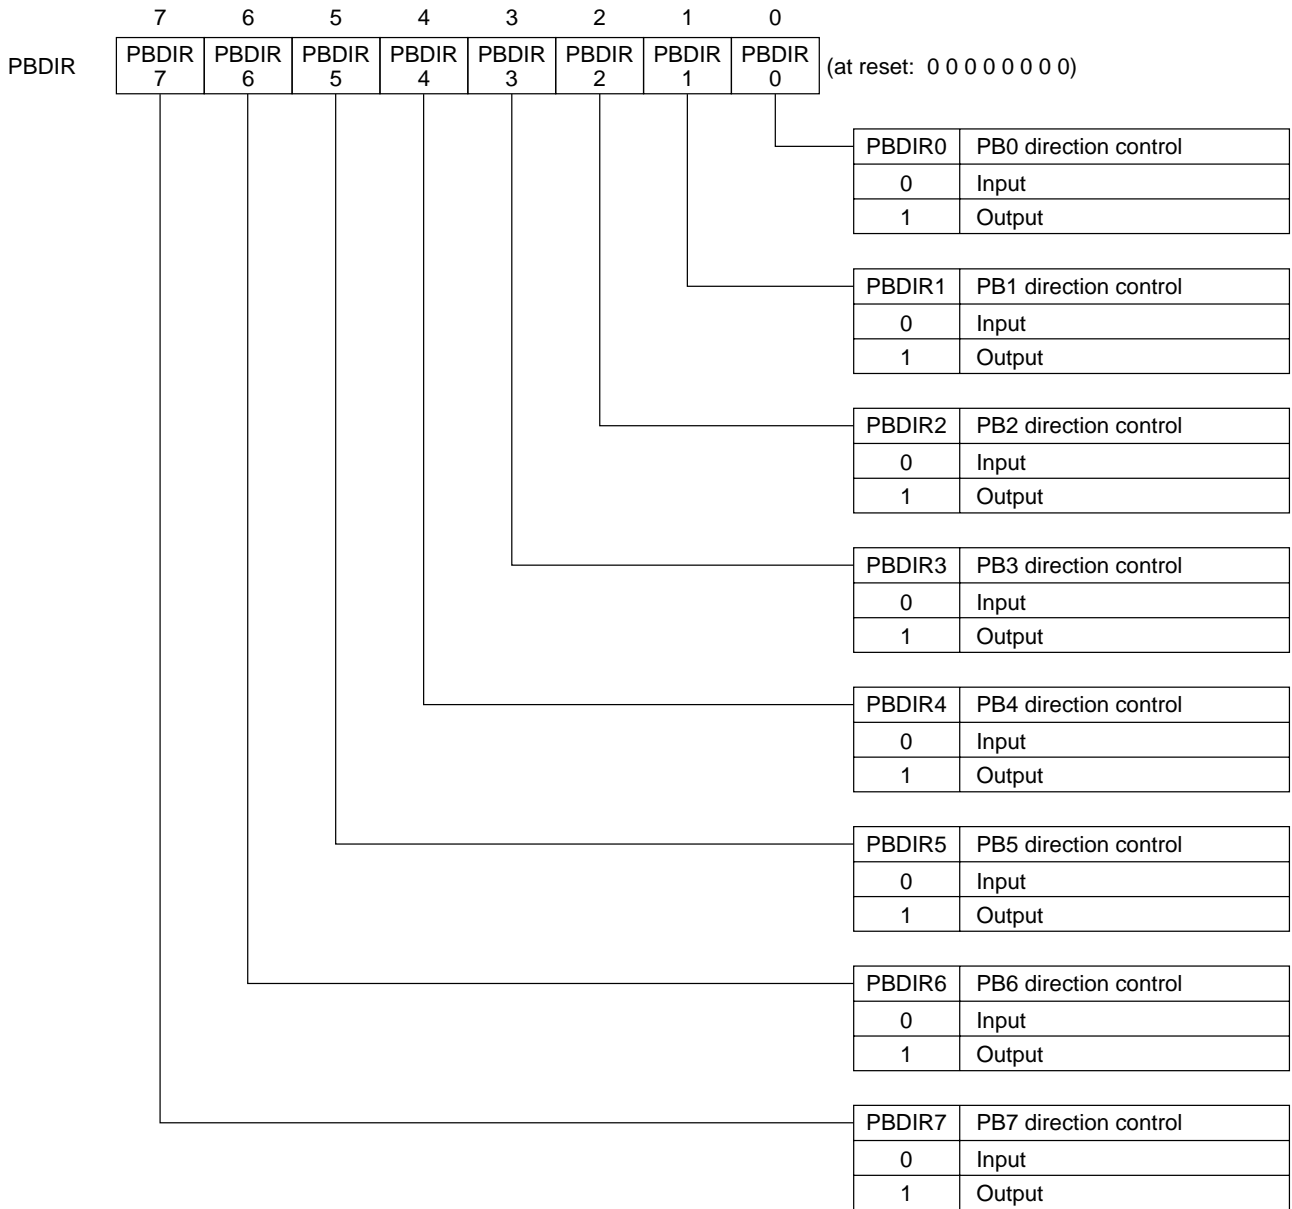 7 6 5 4 3 2 1 0
PBDIR PBDIR 7 PBDIR 6 PBDIR 5 PBDIR 4 PBDIR 3 PBDIR 2 PBDIR 1 PBDIR 0 (at reset: 0 0 0 0 0 0 0 0)
PBDIR0 PB0 direction control
0 Input
1 Output
PBDIR1 PB1 direction control
0 Input
1 Output
PBDIR2 PB2 direction control
0 Input
1 Output
PBDIR3 PB3 direction control
0 Input
1 Output
PBDIR4 PB4 direction control
0 Input
1 Output
PBDIR5 PB5 direction control
0 Input
1 Output
PBDIR6 PB6 direction control
0 Input
1 Output
PBDIR7 PB7 direction control
0 Input
1 Output